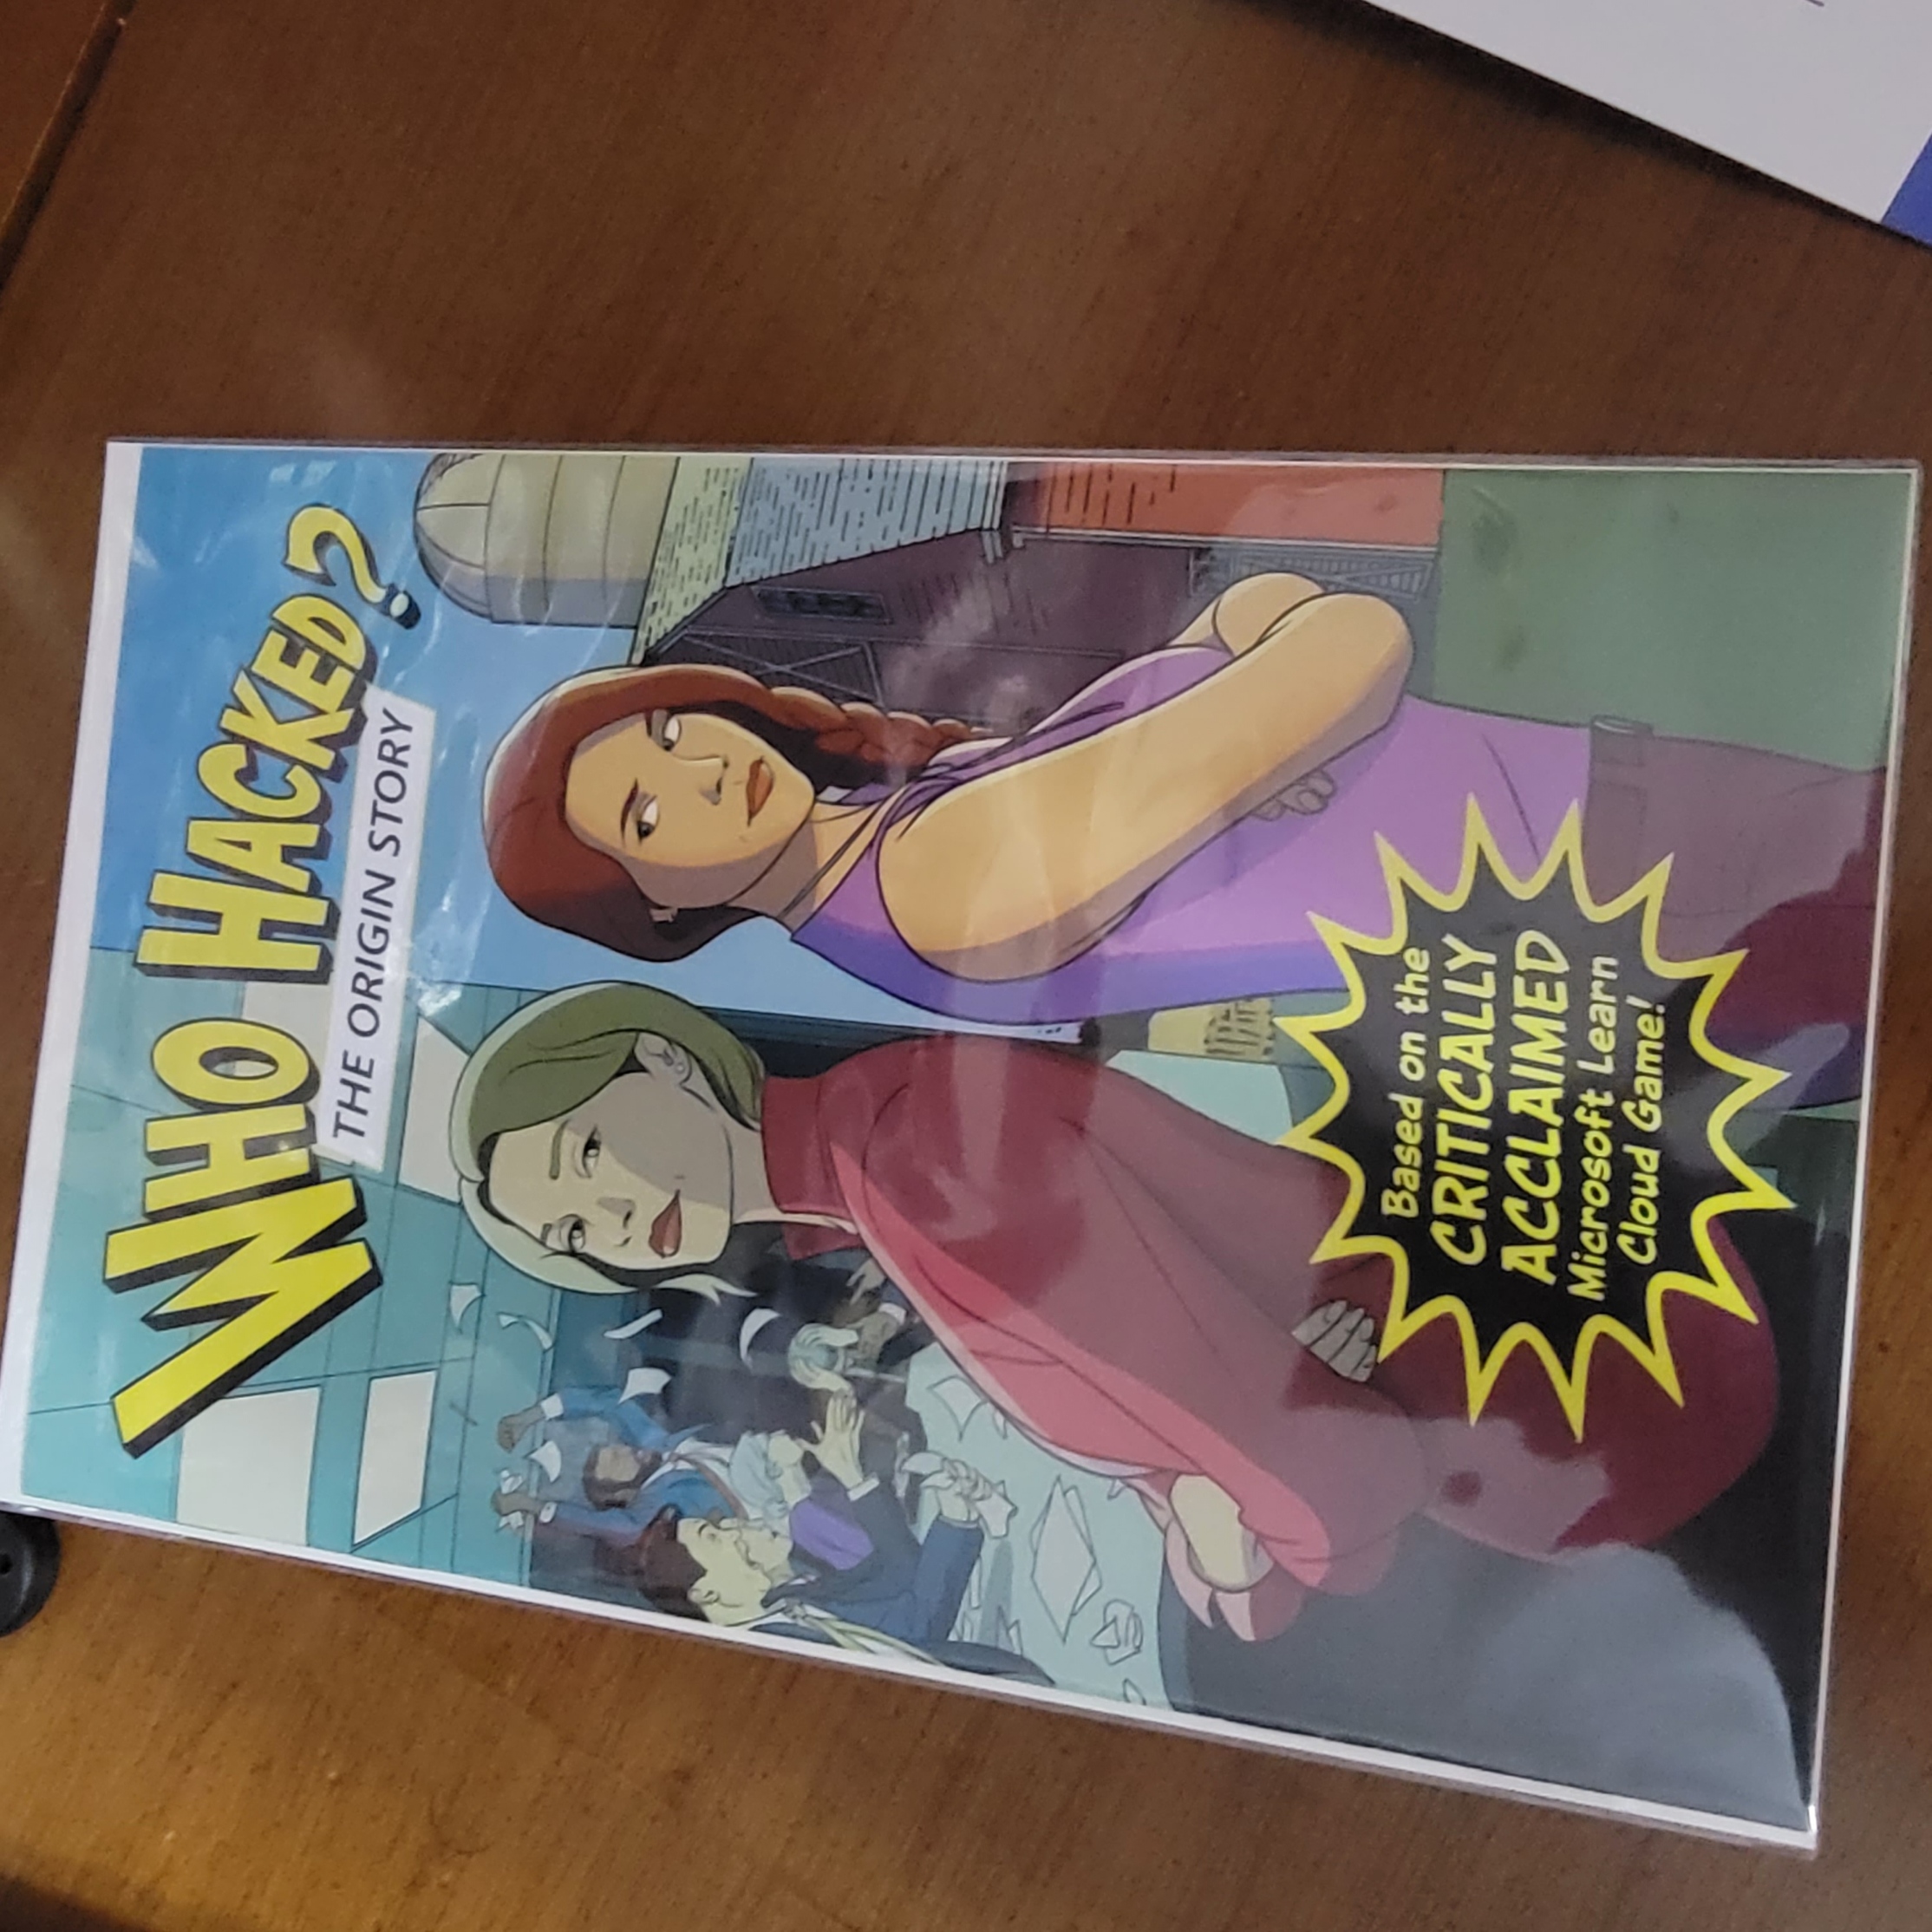 WHO HACKED?
THE ORIGIN STORY
Based on the
CRITICALLY
ACCLAIMED
Microsoft Learn
Cloud Game!